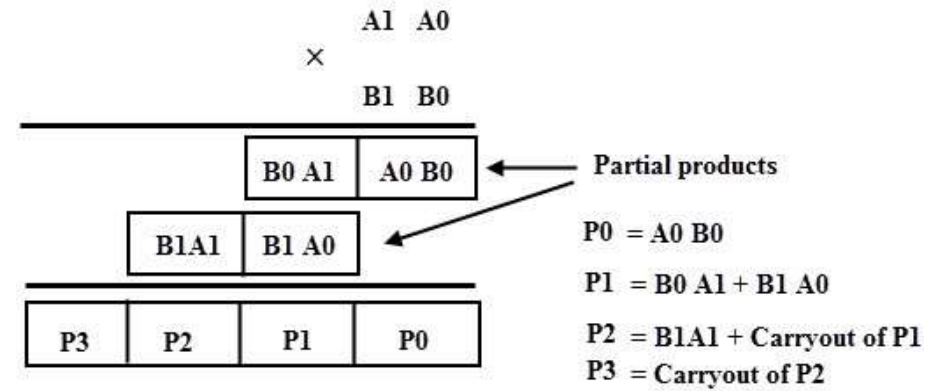 A1 A0
×
B1 B0
B0 A1 A0 B0
Partial products
B1A1 B1 A0
P0 = A0 B0
P1 = B0 A1 + B1 A0
P2 = B1A1 + Carryout of P1
P3 = Carryout of P2
P3 P2 P1 P0